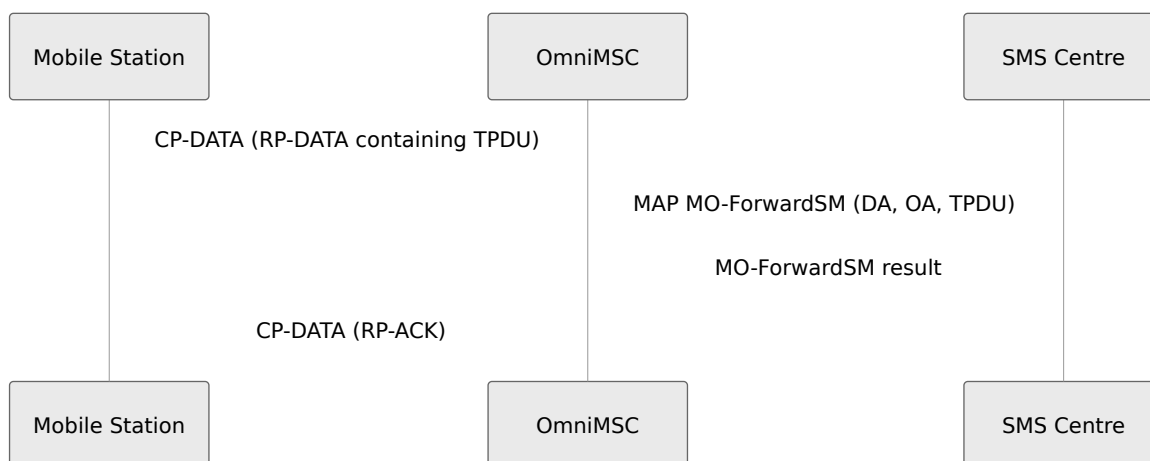 Mobile Station
OmniMSC
SMS Centre
CP-DATA (RP-DATA containing TPDU)
MAP MO-ForwardSM (DA, OA, TPDU)
MO-ForwardSM result
CP-DATA (RP-ACK)
Mobile Station
OmniMSC
SMS Centre